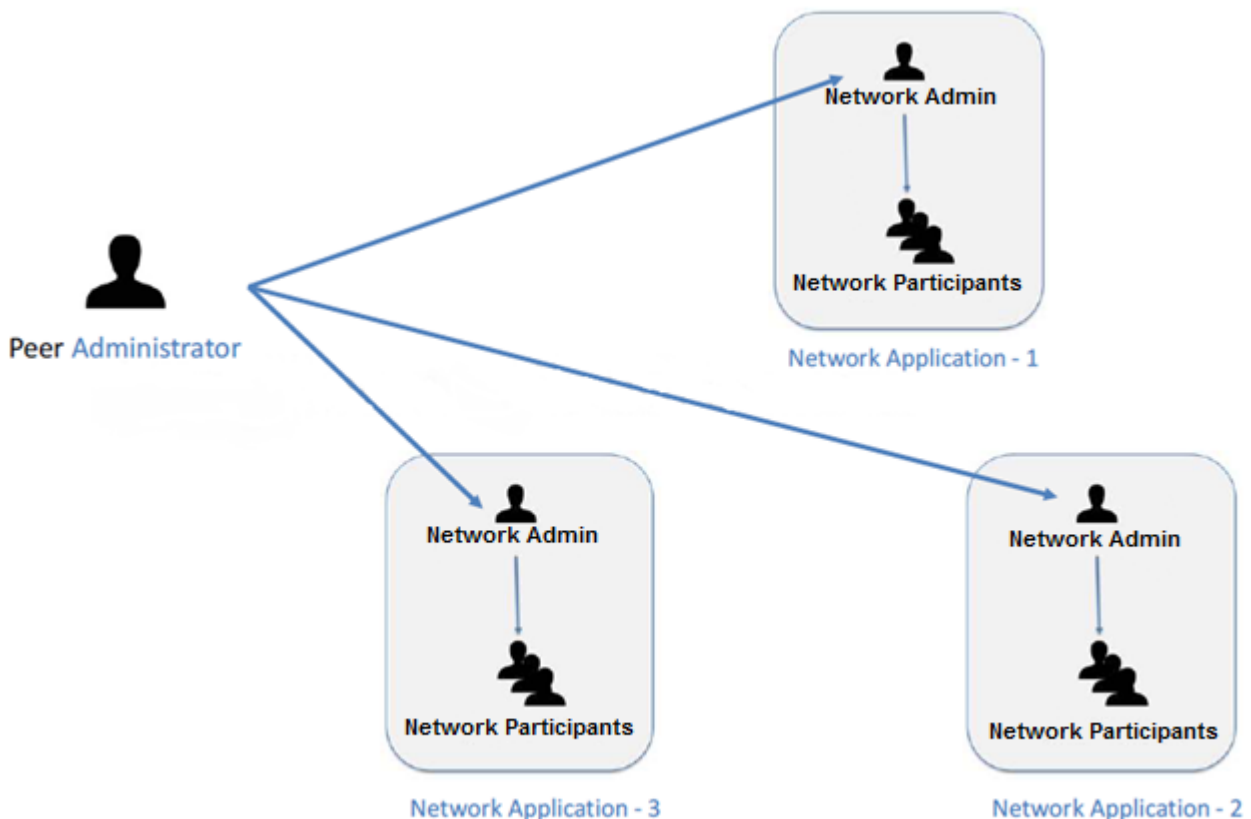 Network Admin
Network Participants
Network Application - 1
Peer Administrator
Network Admin
Network Participants
Network Application - 3
Network Admin
Network Participants
Network Application - 2